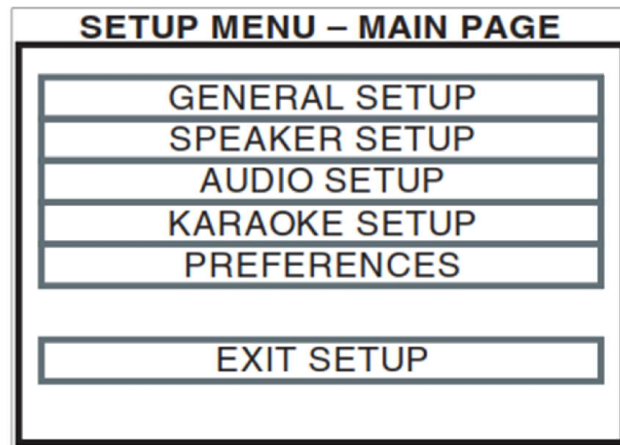 SETUP MENU – MAIN PAGE
GENERAL SETUP
SPEAKER SETUP
AUDIO SETUP
KARAOKE SETUP
PREFERENCES
EXIT SETUP